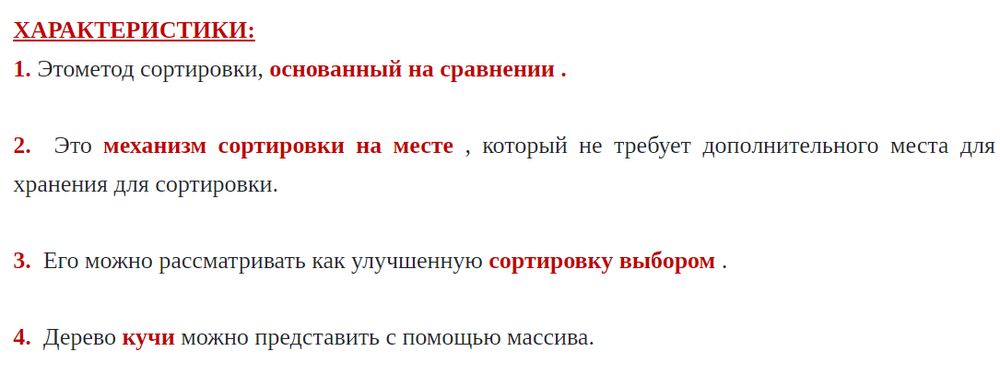 ХАРАКТЕРИСТИКИ:
1. Этометод сортировки, основанный на сравнении .
2. Это механизм сортировки на месте , который не требует дополнительного места для
хранения для сортировки.
3. Его можно рассматривать как улучшенную сортировку выбором .
4. Дерево кучи можно представить с помощью массива.